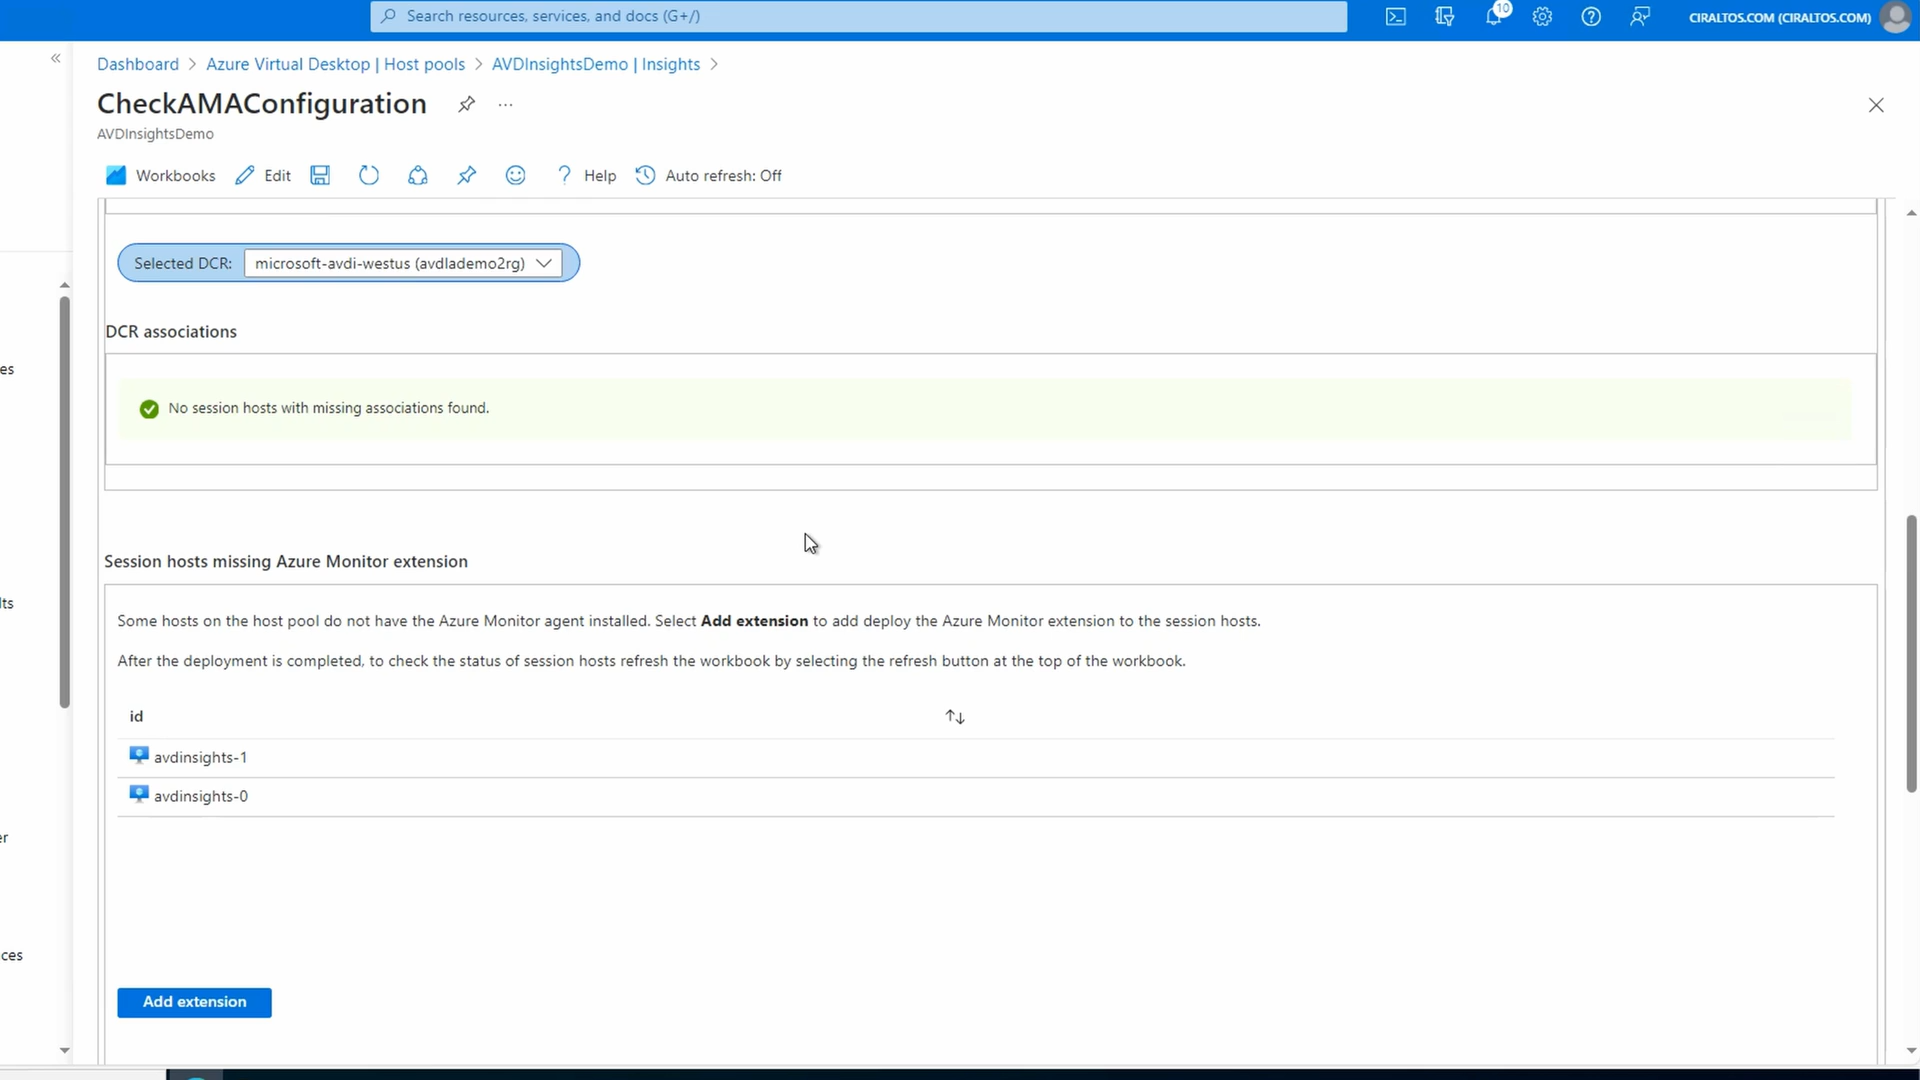 Search resources, services, and docs (G+/)
10
CIRALTOS.COM (CIRALTOS.COM)
«
Dashboard > Azure Virtual Desktop | Host pools > AVDInsightsDemo | Insights >
CheckAMAConfiguration
...
AVDInsightsDemo
Workbooks Edit ? Help Auto refresh: Off
Selected DCR: microsoft-avdi-westus (avdlademo2rg)
DCR associations
es
No session hosts with missing associations found.
Session hosts missing Azure Monitor extension
lts
Some hosts on the host pool do not have the Azure Monitor agent installed. Select Add extension to add deploy the Azure Monitor extension to the session hosts.
After the deployment is completed, to check the status of session hosts refresh the workbook by selecting the refresh button at the top of the workbook.
id ↑↓
avdinsights-1
avdinsights-0
er
ces
Add extension